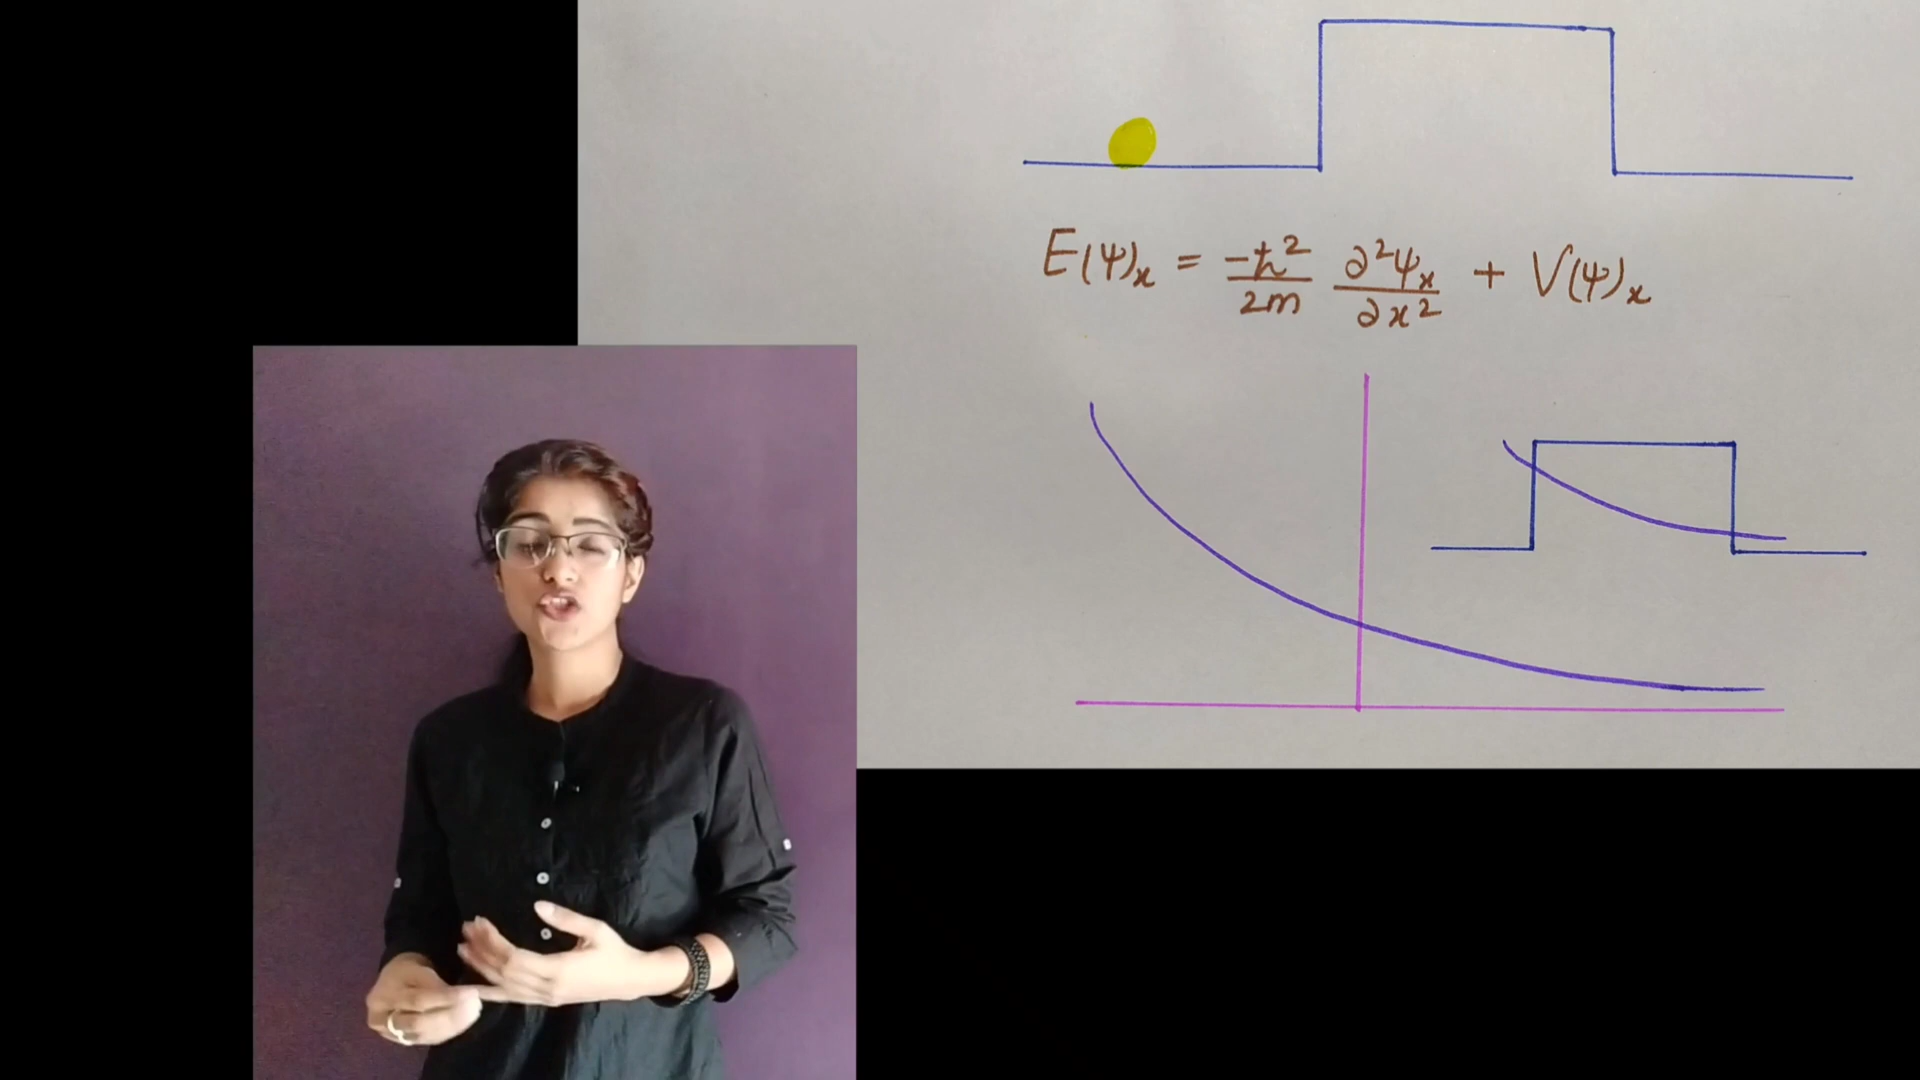 E(ψ)ₓ = -ħ²/2m ∂²ψₓ/∂x² + V(ψ)ₓ